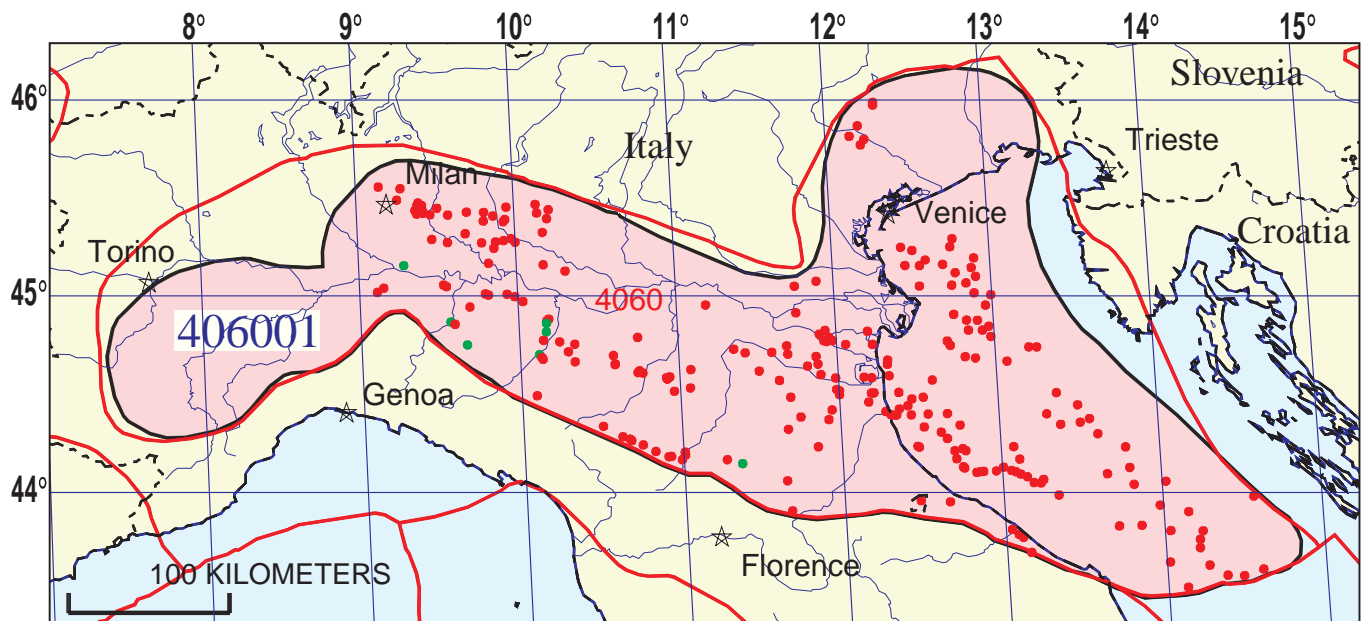 8° 9° 10° 11° 12° 13° 14° 15°
Slovenia
46°
Trieste
Italy
Milan
Venice
Croatia
Torino
45°
4060
406001
Genoa
44°
Florence
100 KILOMETERS